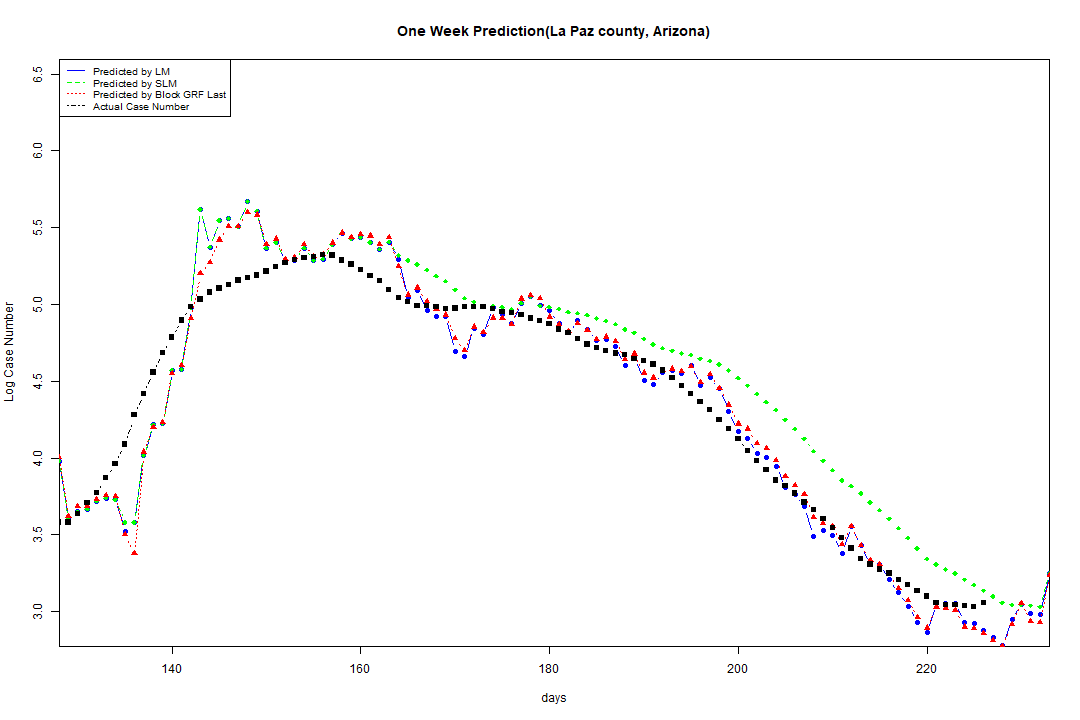 One Week Prediction(La Paz county, Arizona)
Predicted by LM
Predicted by SLM
Predicted by Block GRF Last
Actual Case Number
6.5
6.0
5.5
5.0
4.5
4.0
3.5
3.0
Log Case Number
140 160 180 200 220
days